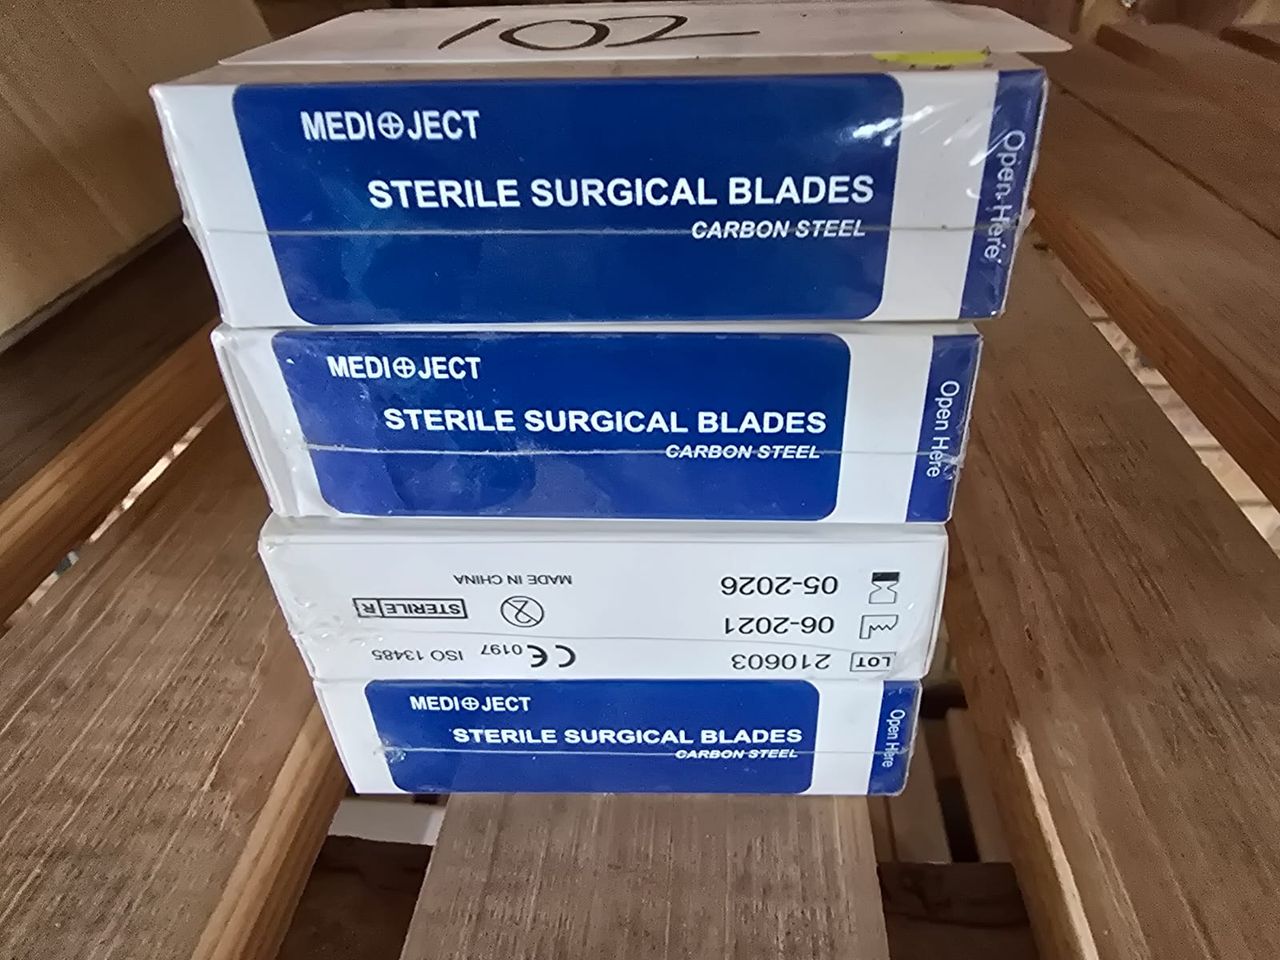 102
MEDI⊕JECT
STERILE SURGICAL BLADES
CARBON STEEL
Open Here
MEDI⊕JECT
STERILE SURGICAL BLADES
CARBON STEEL
Open Here
LOT 210603 CE 0197 ISO 13485
06-2021 2 STERILE R
05-2026 MADE IN CHINA
MEDI⊕JECT
STERILE SURGICAL BLADES
CARBON STEEL
Open Here